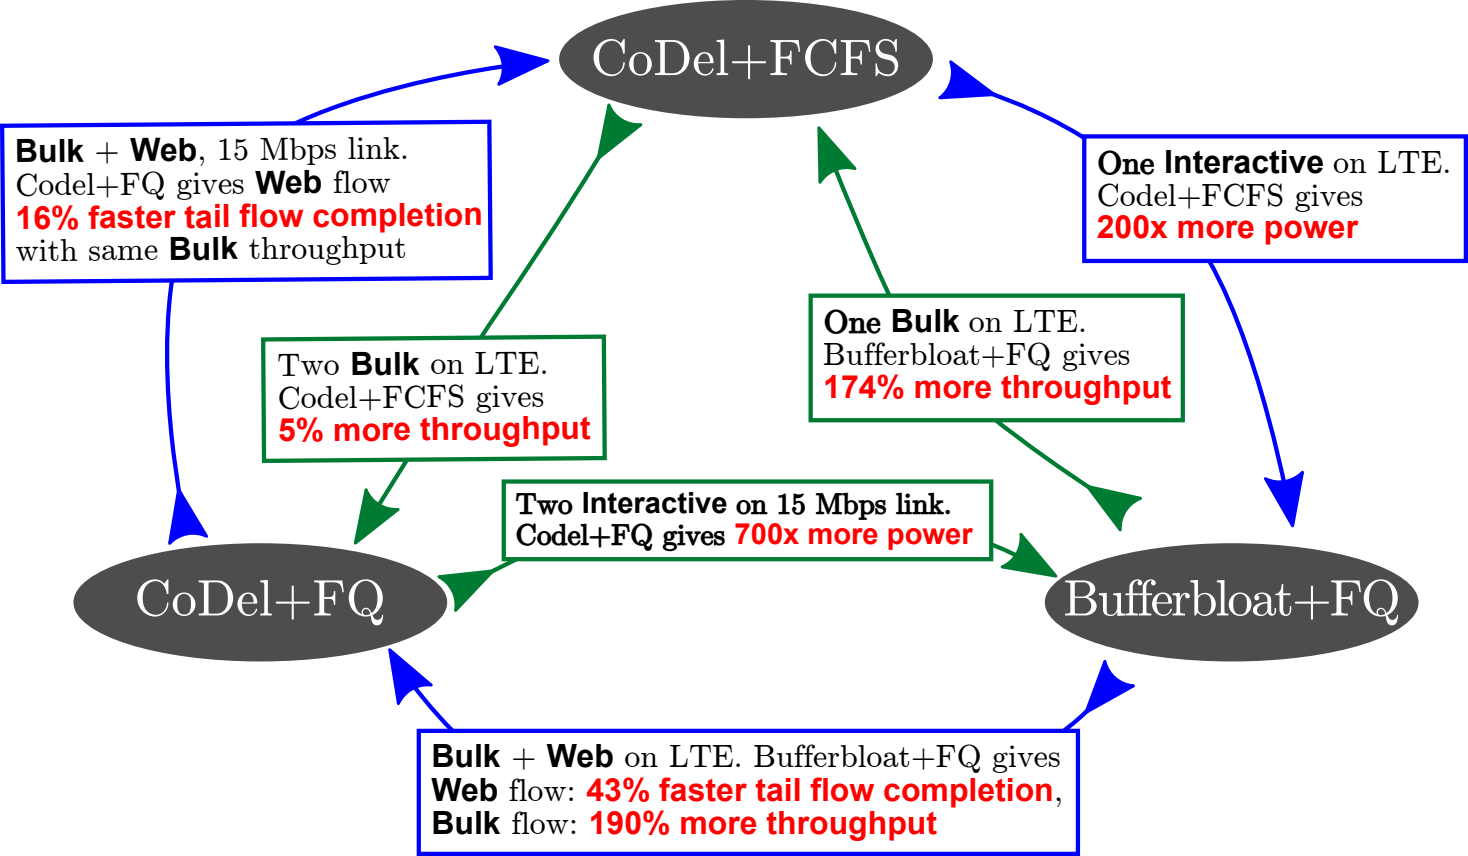 CoDel+FCFS
Bulk + Web, 15 Mbps link.
Codel+FQ gives Web flow
16% faster tail flow completion
with same Bulk throughput
One Interactive on LTE.
Codel+FCFS gives
200x more power
Two Bulk on LTE.
Codel+FCFS gives
5% more throughput
One Bulk on LTE.
Bufferbloat+FQ gives
174% more throughput
Two Interactive on 15 Mbps link.
Codel+FQ gives 700x more power
CoDel+FQ
Bufferbloat+FQ
Bulk + Web on LTE. Bufferbloat+FQ gives
Web flow: 43% faster tail flow completion,
Bulk flow: 190% more throughput